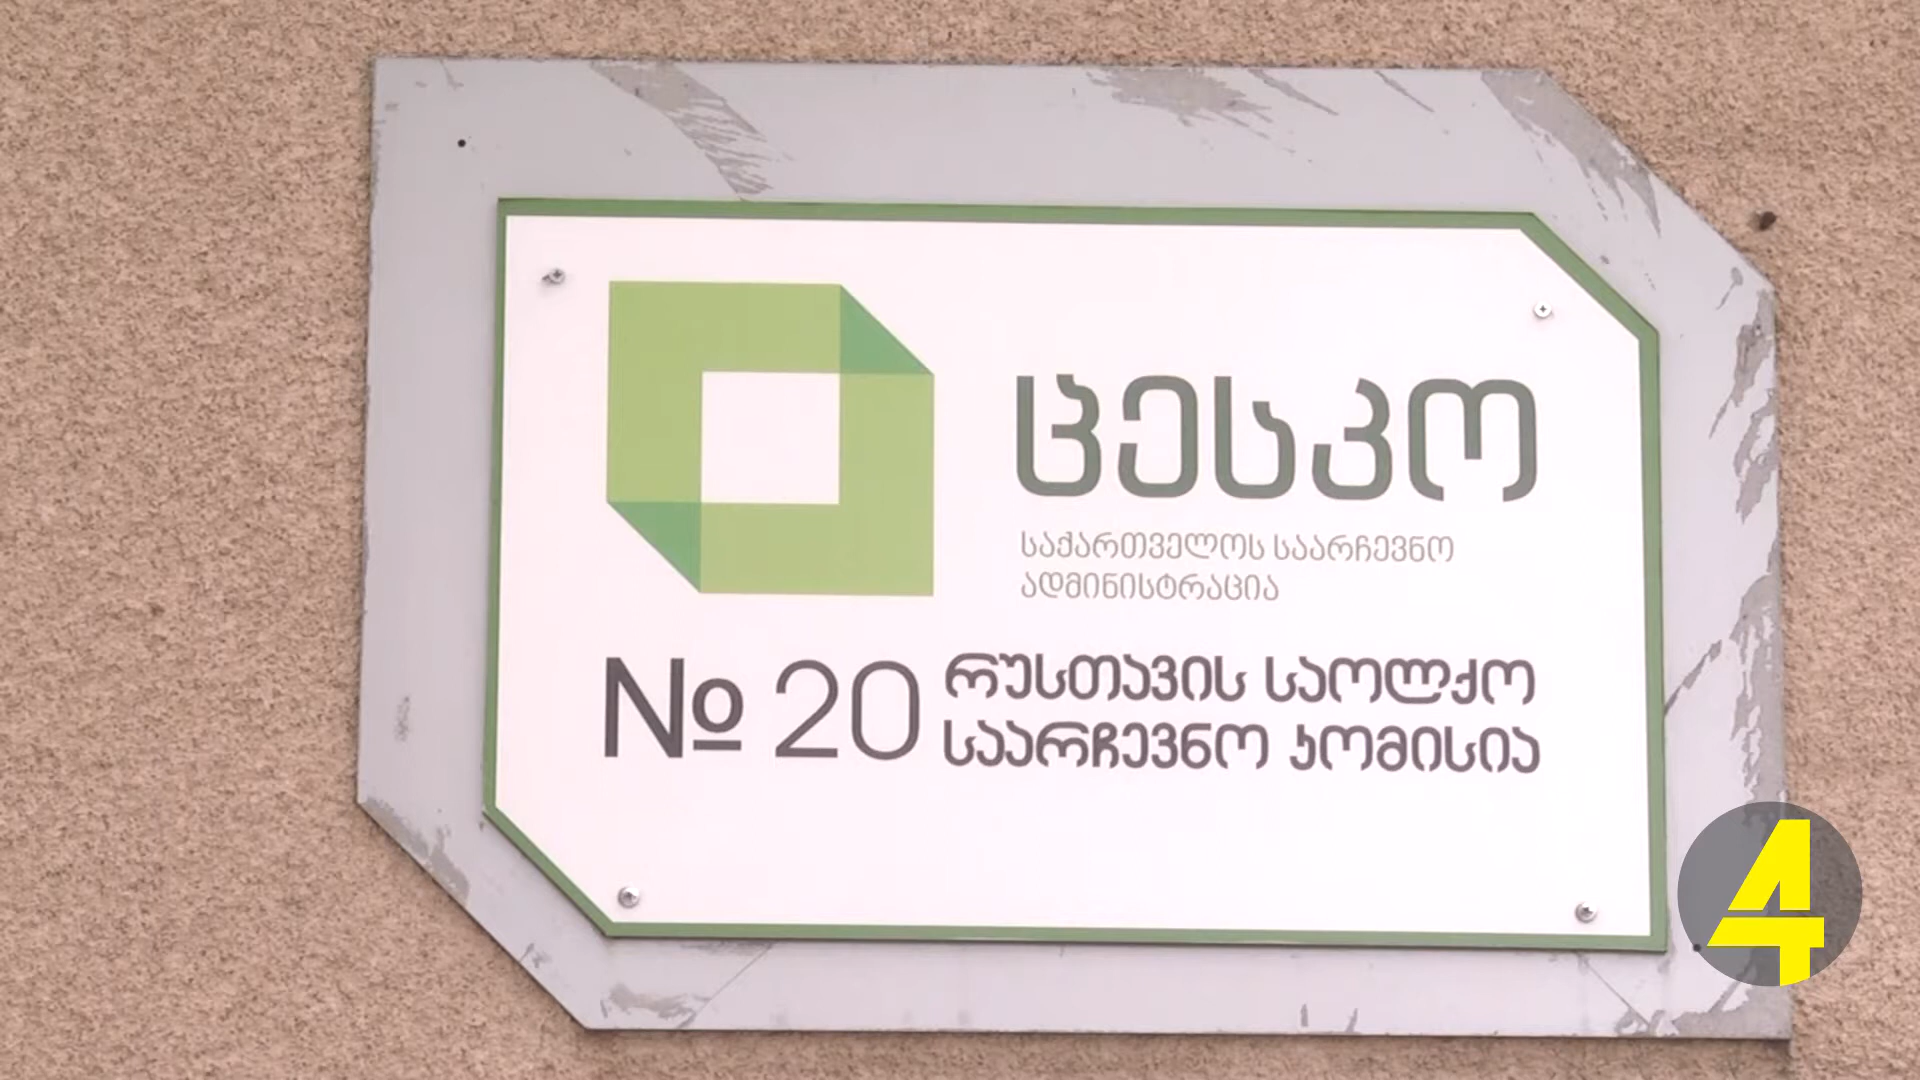 ცესკო
საქართველოს საარჩევნო
ადმინისტრაცია
№ 20 რუსთავის საოლქო
საარჩევნო კომისია
4